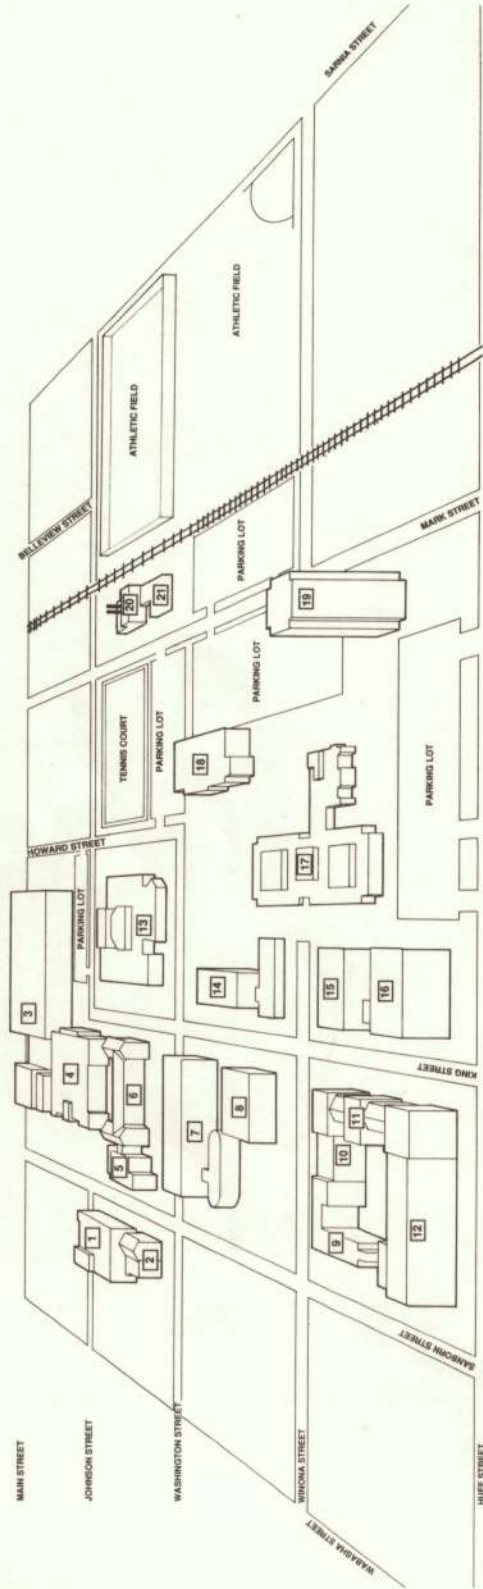 MAIN STREET
JOHNSON STREET
WASHINGTON STREET
WINONA STREET
HUFF STREET
WABASHA STREET
SANBORN STREET
KING STREET
HOWARD STREET
MARK STREET
BELLEVIEW STREET
SARNIA STREET
1
2
3
4
5
6
7
8
9
10
11
12
PARKING LOT
13
14
15
16
17
18
TENNIS COURT
PARKING LOT
PARKING LOT
PARKING LOT
19
20
21
PARKING LOT
ATHLETIC FIELD
ATHLETIC FIELD